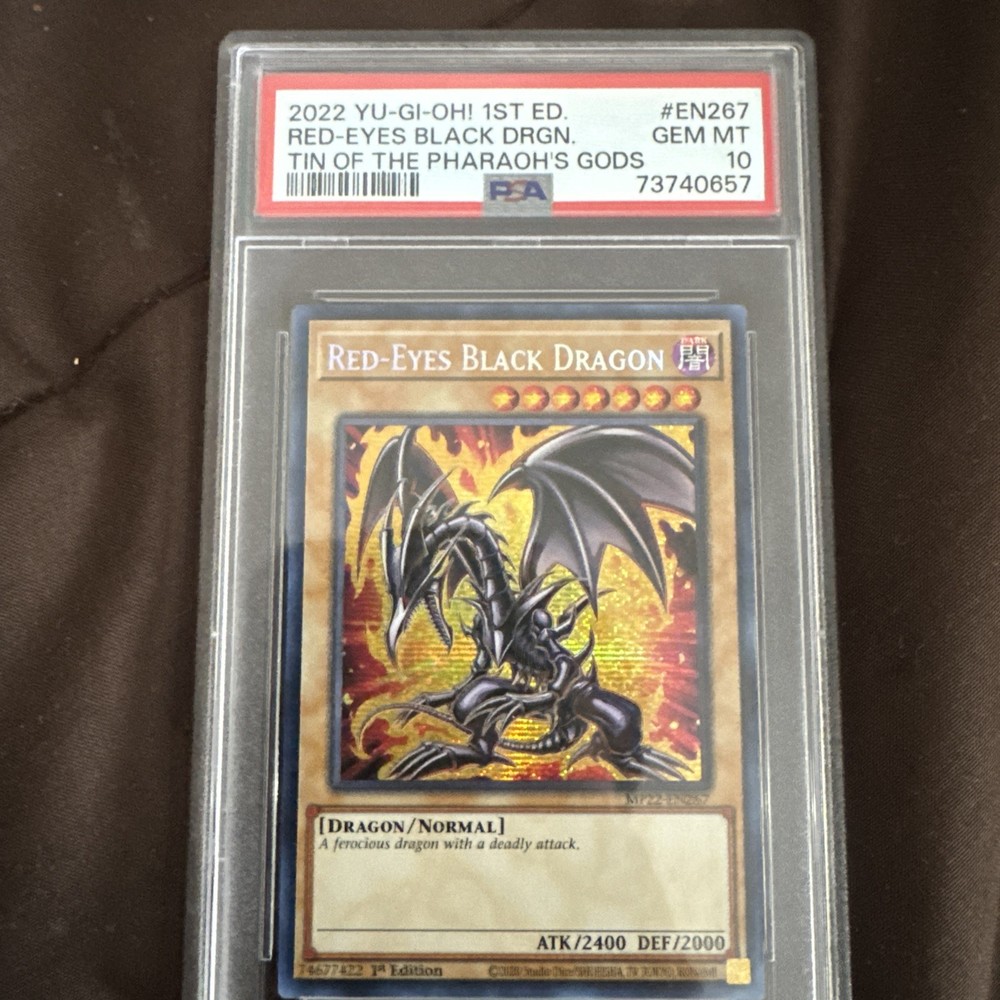 2022 YU-GI-OH! 1ST ED. #EN267
RED-EYES BLACK DRGN. GEM MT
TIN OF THE PHARAOH'S GODS 10
PSA 73740657
RED-EYES BLACK DRAGON
DARK
闇
[DRAGON/NORMAL]
A ferocious dragon with a deadly attack.
ATK/2400 DEF/2000
74677422 1st Edition